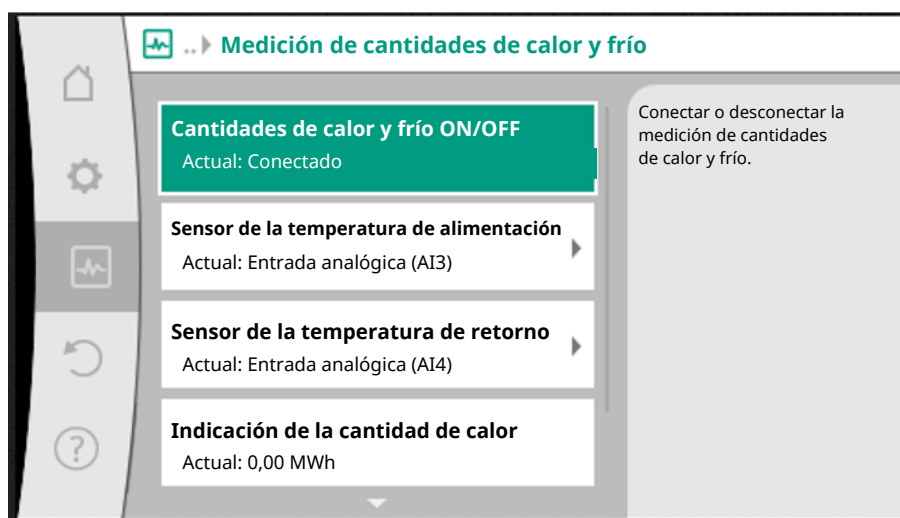 ..
Medición de cantidades de calor y frío
Cantidades de calor y frío ON/OFF
Actual: Conectado
Sensor de la temperatura de alimentación
Actual: Entrada analógica (AI3)
Sensor de la temperatura de retorno
Actual: Entrada analógica (AI4)
Indicación de la cantidad de calor
Actual: 0,00 MWh
Conectar o desconectar la
medición de cantidades
de calor y frío.
?